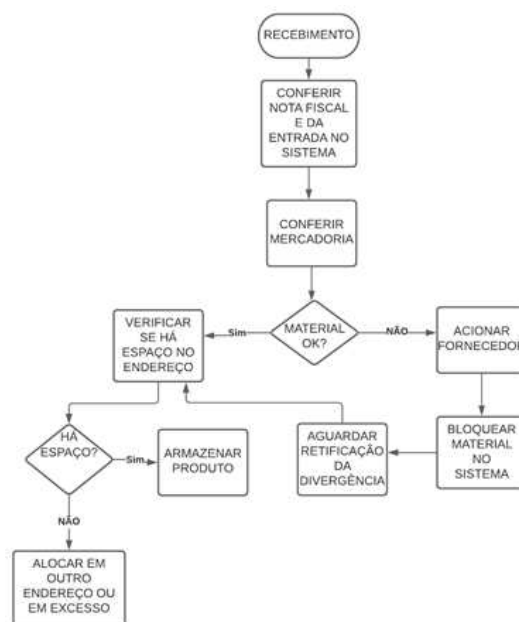 RECEBIMENTO
CONFERIR
NOTA FISCAL
E DA
ENTRADA NO
SISTEMA
CONFERIR
MERCADORIA
MATERIAL
OK?
Sim
NÃO
VERIFICAR
SE HÁ
ESPAÇO NO
ENDEREÇO
ACIONAR
FORNECEDOR
BLOQUEAR
MATERIAL
NO
SISTEMA
AGUARDAR
RETIFICAÇÃO
DA
DIVERGÊNCIA
HÁ
ESPAÇO?
Sim
ARMAZENAR
PRODUTO
NÃO
ALOCAR EM
OUTRO
ENDEREÇO OU
EM EXCESSO